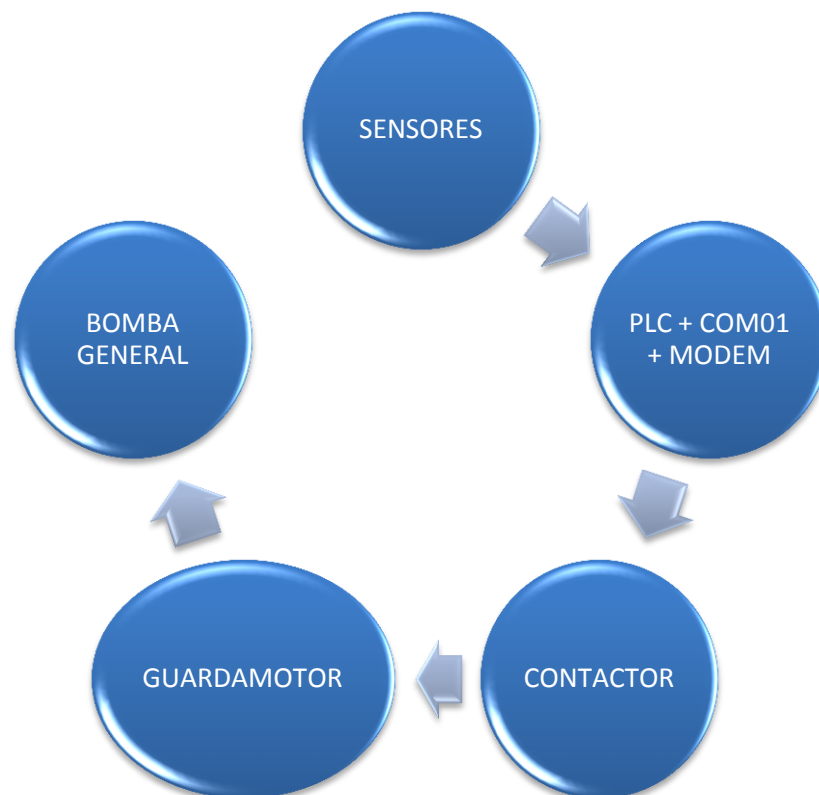 SENSORES
PLC + COM01
+ MODEM
CONTACTOR
GUARDAMOTOR
BOMBA
GENERAL